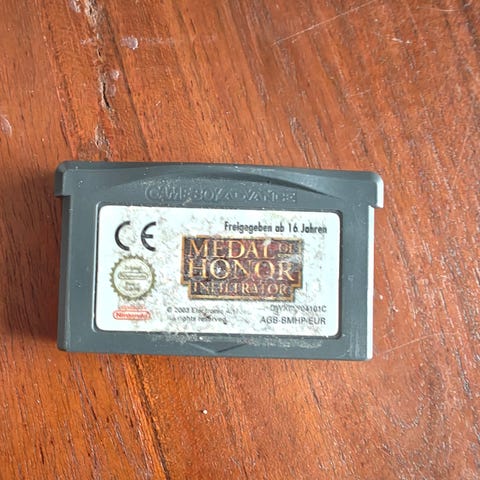 GAME BOY ADVANCE
CE
Freigegeben ab 16 Jahren
MEDAL OF
HONOR
INFILTRATOR
Nintendo
© 2003 Electronic Arts
All rights reserved.
AGB-BMHP-EUR